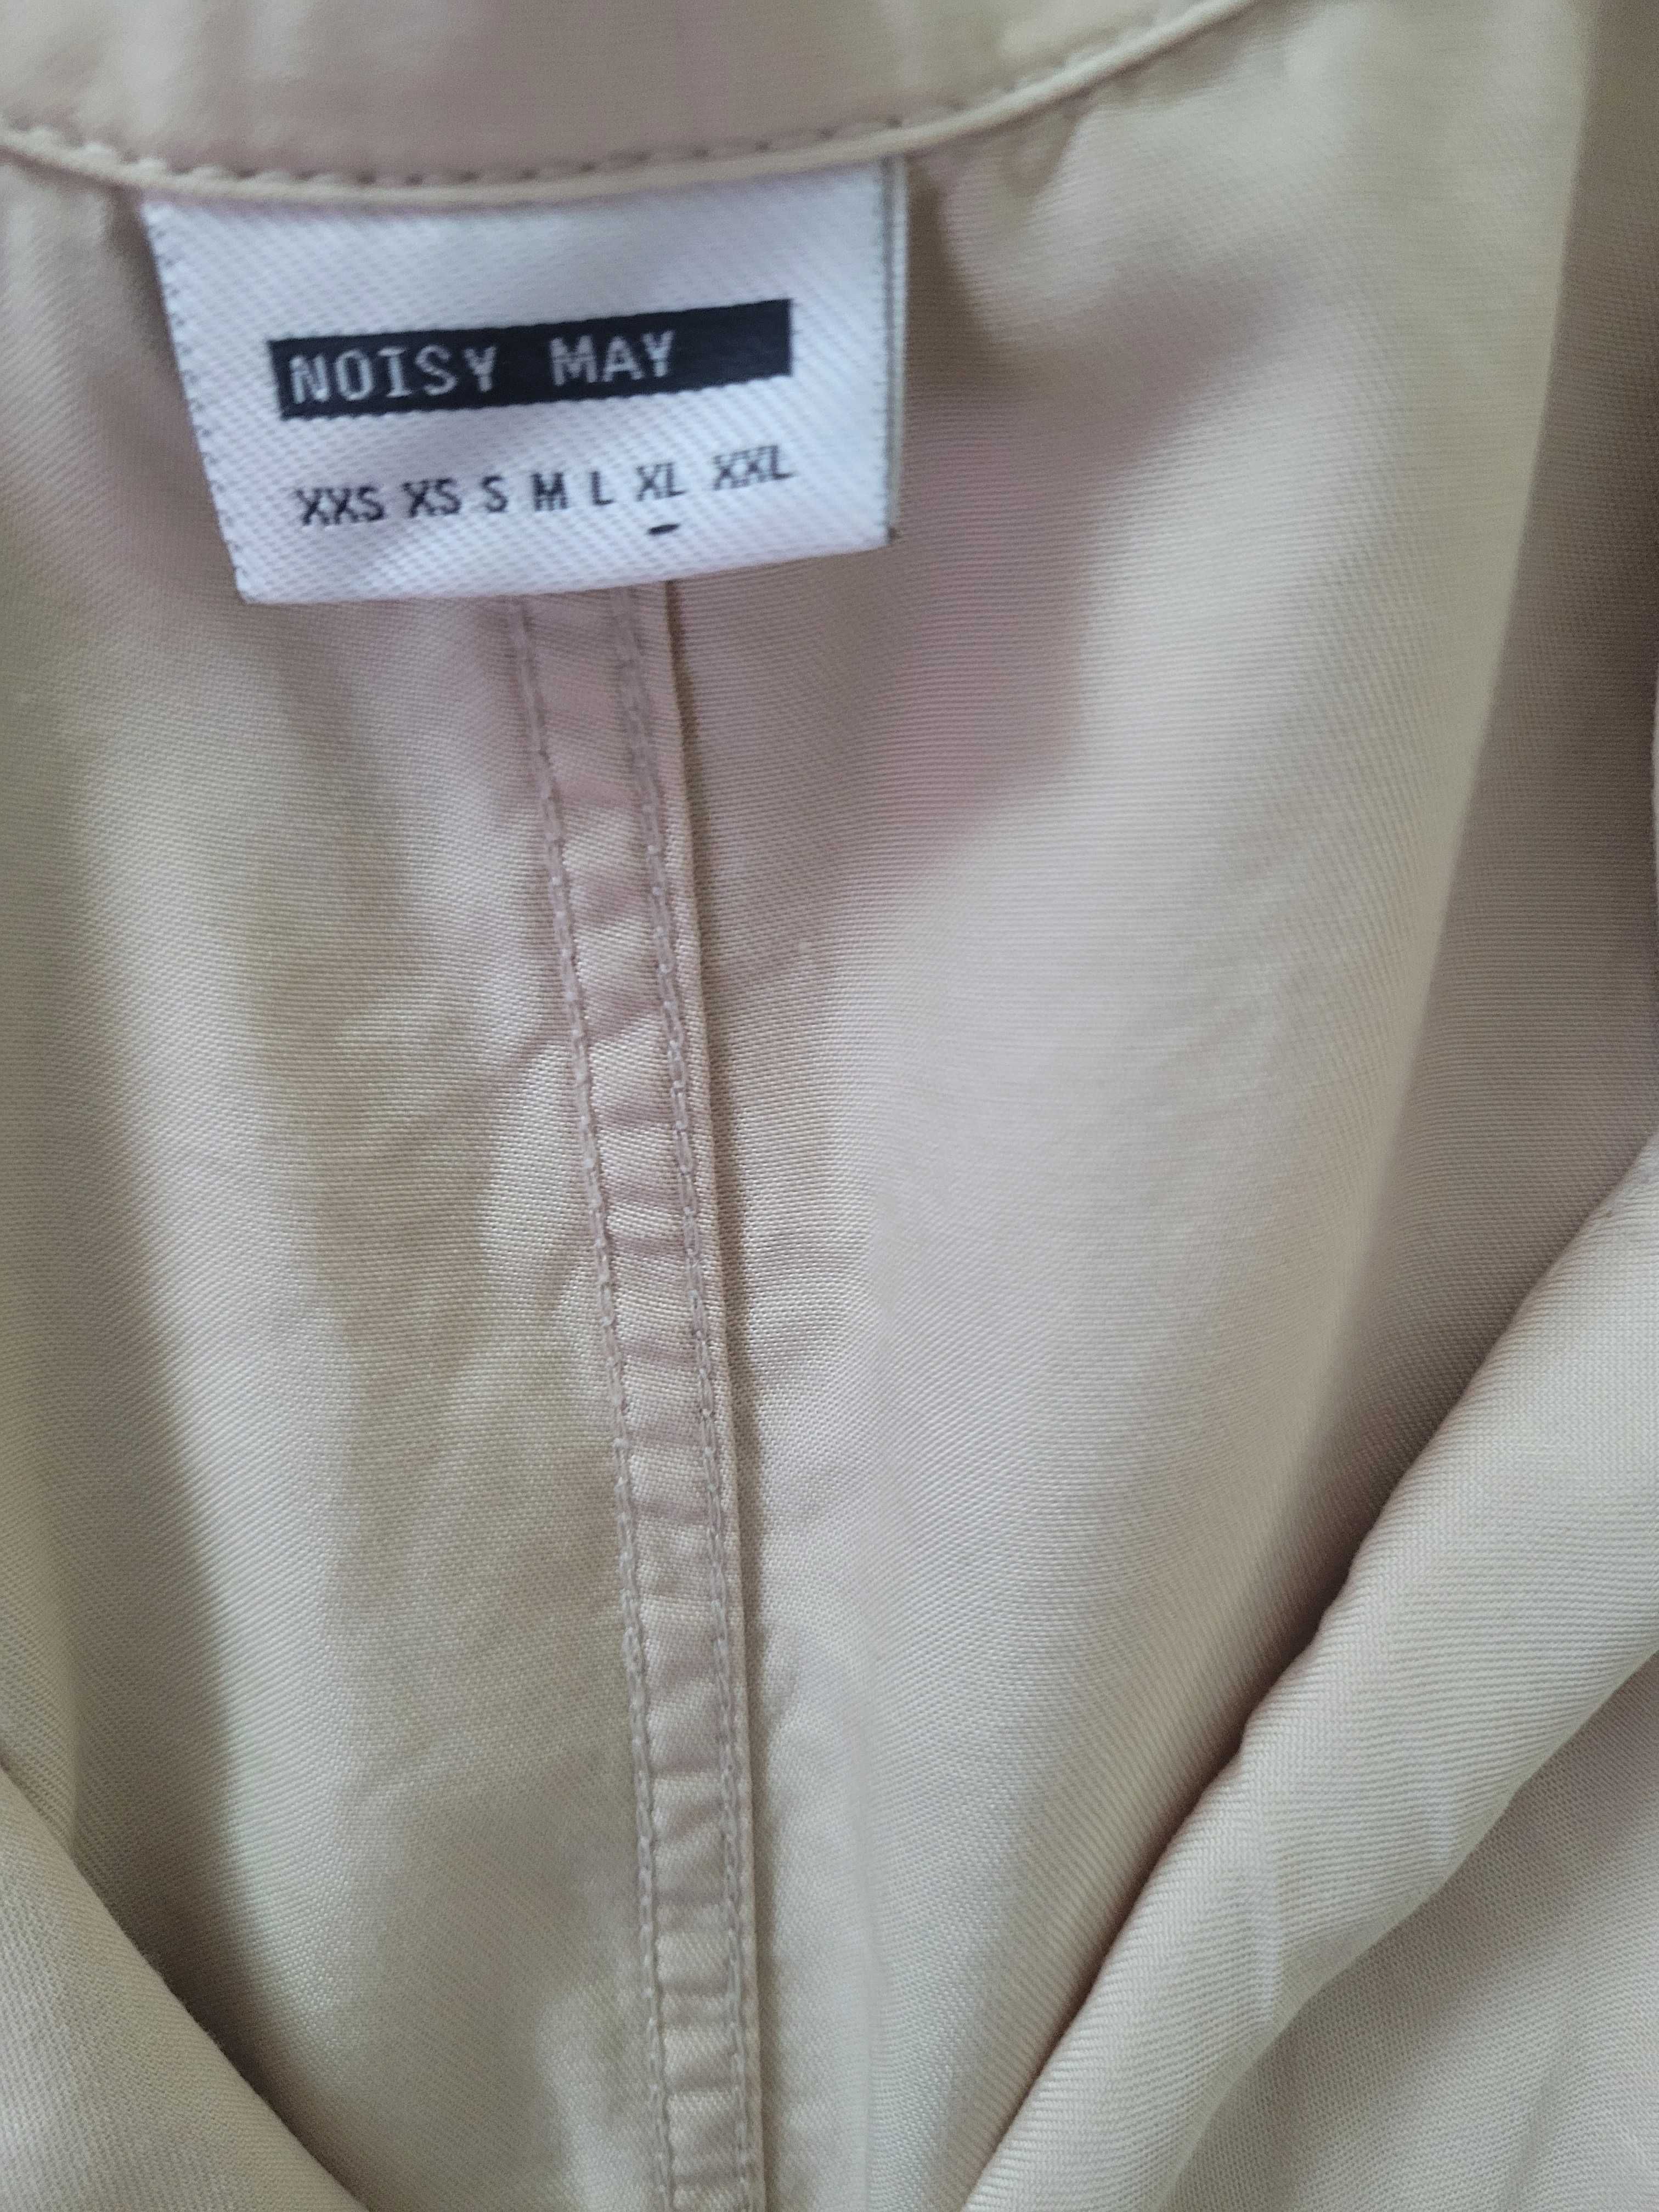 NOISY MAY
XXS XS S M L XL XXL